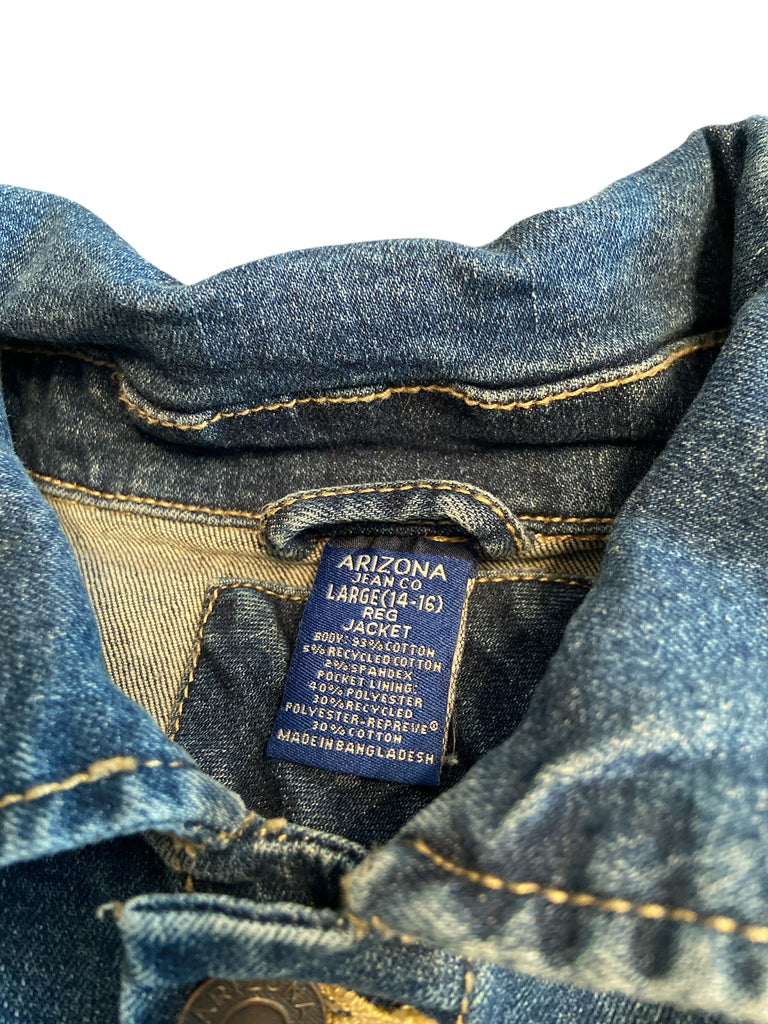 ARIZONA
JEAN CO
LARGE(14-16)
REG
JACKET
BODY: 93% COTTON
5% RECYCLED COTTON
2% SPANDEX
POCKET LINING:
40% POLYESTER
30% RECYCLED
POLYESTER-REPREVE®
30% COTTON
MADE IN BANGLADESH
ARIZONA